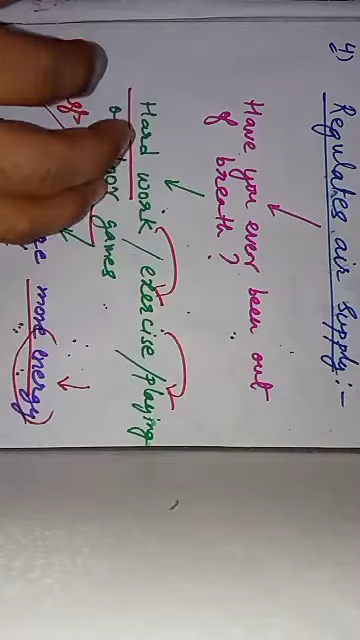 4) Regulates air supply :-
Have you ever been out
of breath ?
Hard work / exercise / playing
games
more energy